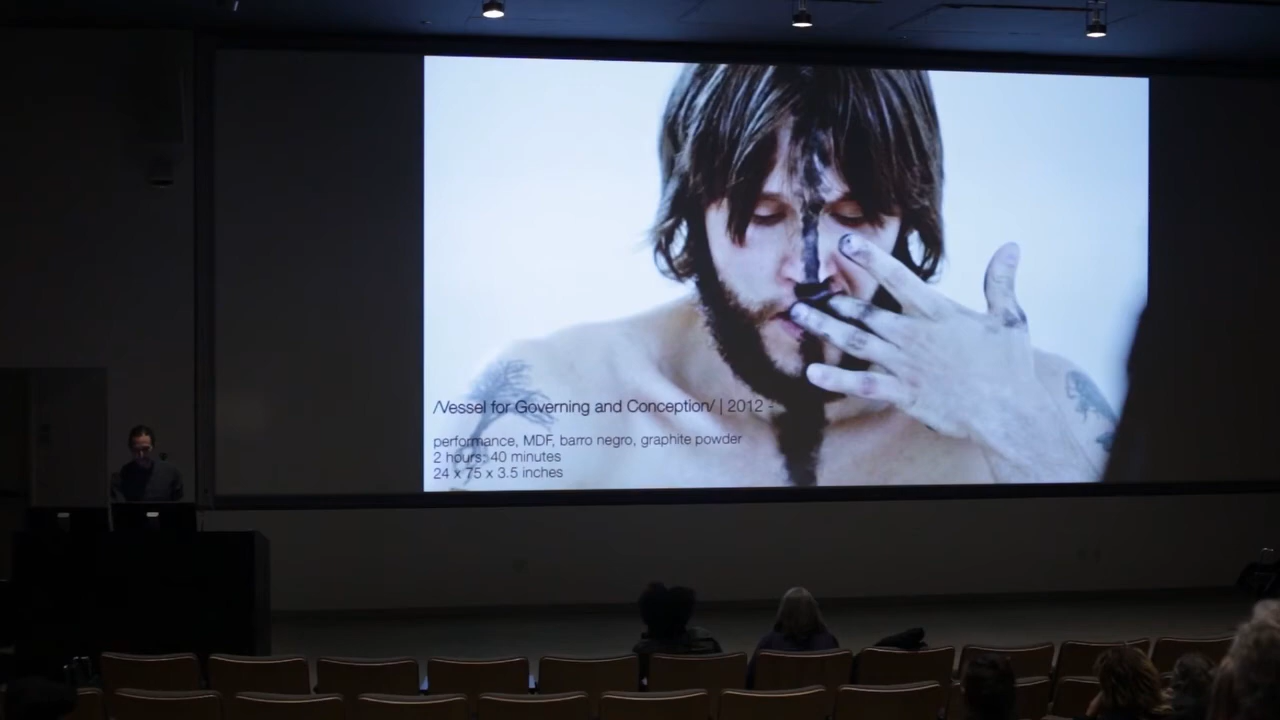 /Vessel for Governing and Conception/ | 2012 -
performance, MDF, barro negro, graphite powder
2 hours: 40 minutes
24 x 75 x 3.5 inches